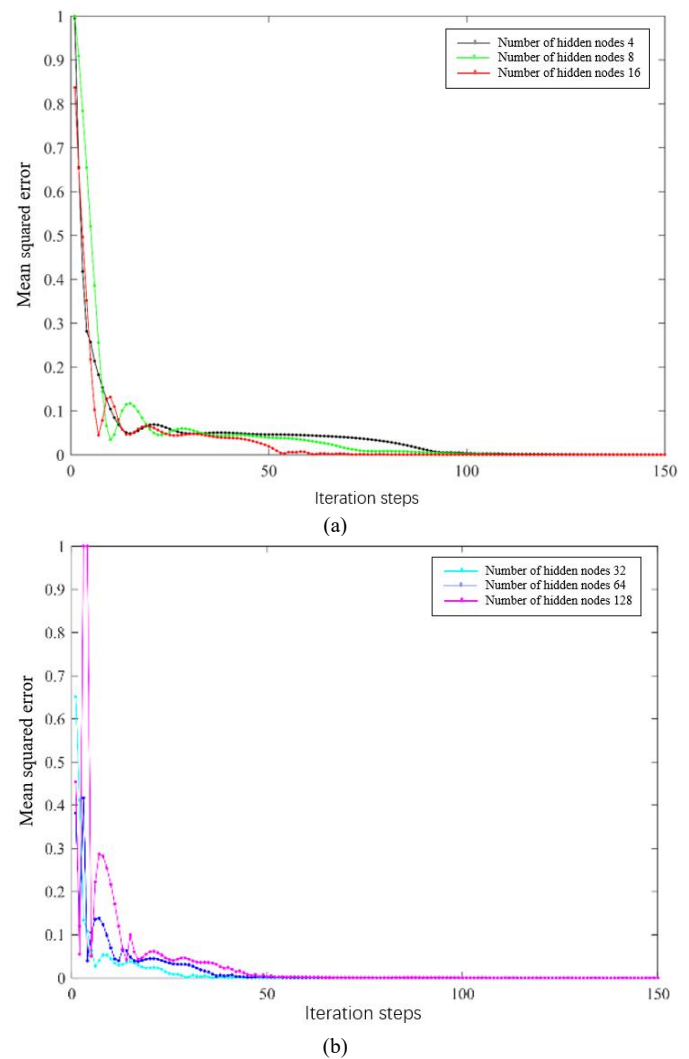 1
0.9
0.8
0.7
0.6
0.5
0.4
0.3
0.2
0.1
0
Mean squared error
Number of hidden nodes 4
Number of hidden nodes 8
Number of hidden nodes 16
0 50 100 150
Iteration steps
(a)
1
0.9
0.8
0.7
0.6
0.5
0.4
0.3
0.2
0.1
0
Mean squared error
Number of hidden nodes 32
Number of hidden nodes 64
Number of hidden nodes 128
0 50 100 150
Iteration steps
(b)